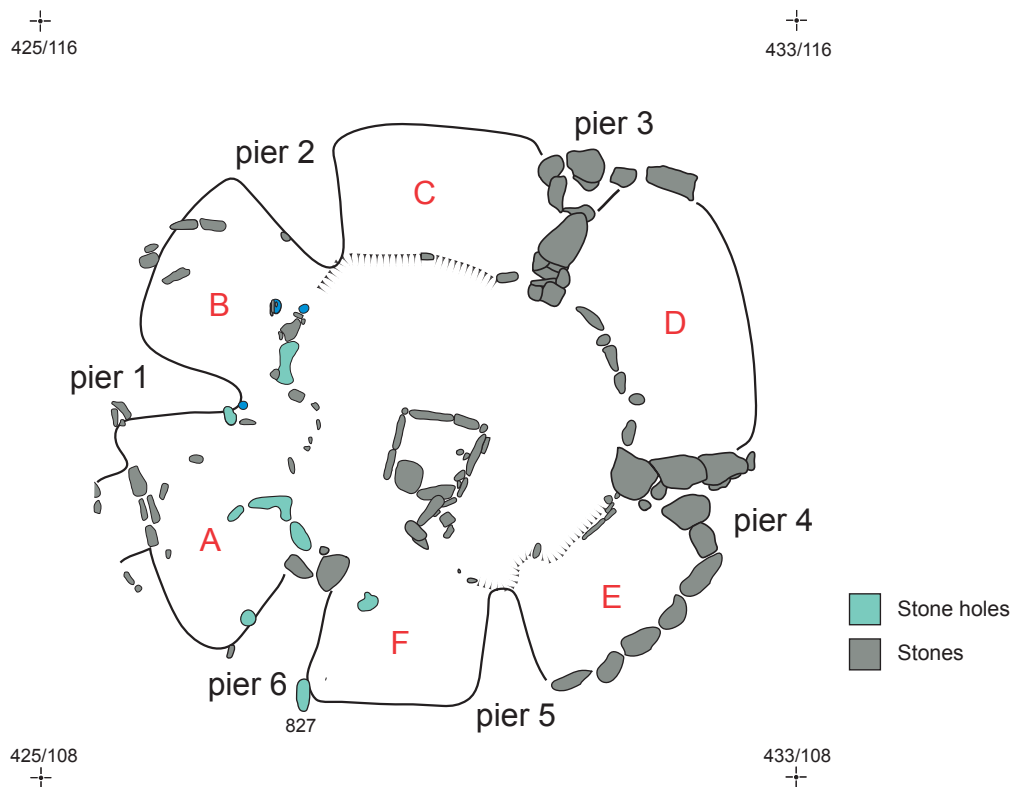 425/116
433/116
pier 3
pier 2
C
B
D
pier 1
pier 4
A
E
Stone holes
F
Stones
pier 6
pier 5
827
425/108
433/108